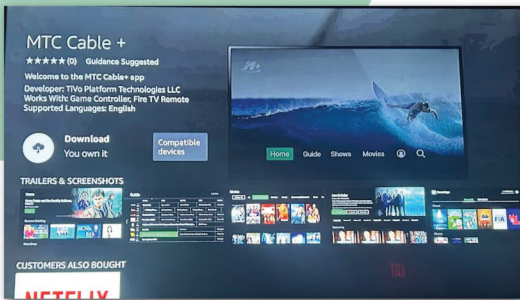 MTC Cable +
★★★★★(0) Guidance Suggested
Welcome to the MTC Cable+ app
Developer: TiVo Platform Technologies LLC
Works With: Game Controller, Fire TV Remote
Supported Languages: English
Download
You own it
Compatible
devices
Home Guide Shows Movies
TRAILERS & SCREENSHOTS
CUSTOMERS ALSO BOUGHT
NETFLIX